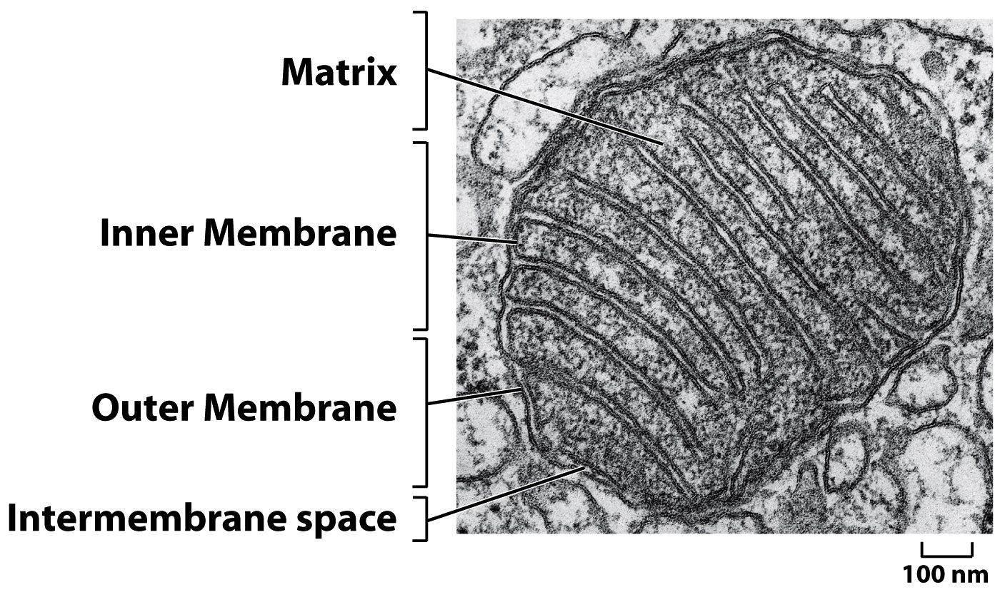 Matrix
Inner Membrane
Outer Membrane
Intermembrane space
100 nm